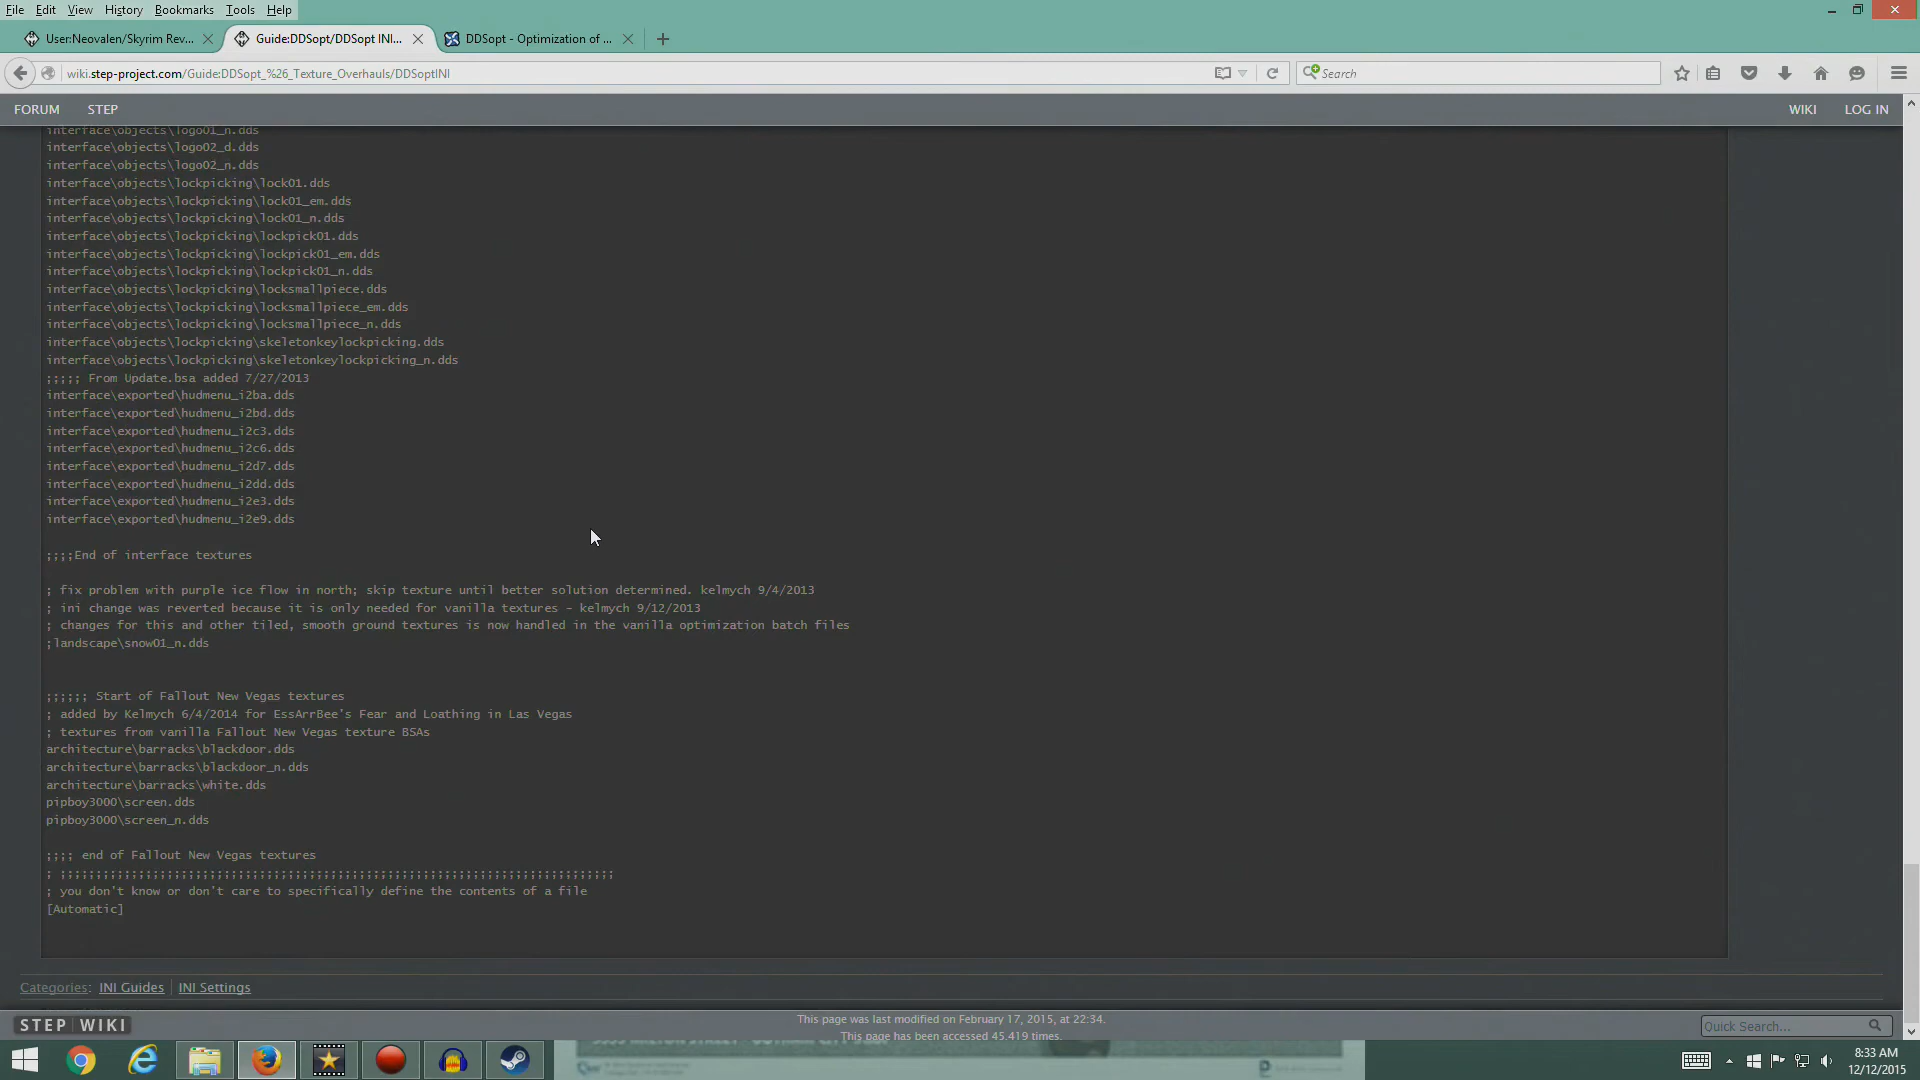 File Edit View History Bookmarks Tools Help
User:Neovalen/Skyrim Rev...
Guide:DDSopt/DDSopt INI...
DDSopt - Optimization of ...
wiki.step-project.com/Guide:DDSopt_%26_Texture_Overhauls/DDSoptINI
Search
FORUM STEP WIKI LOG IN
interface\objects\logo01_n.dds
interface\objects\logo02_d.dds
interface\objects\logo02_n.dds
interface\objects\lockpicking\lock01.dds
interface\objects\lockpicking\lock01_em.dds
interface\objects\lockpicking\lock01_n.dds
interface\objects\lockpicking\lockpick01.dds
interface\objects\lockpicking\lockpick01_em.dds
interface\objects\lockpicking\lockpick01_n.dds
interface\objects\lockpicking\locksmallpiece.dds
interface\objects\lockpicking\locksmallpiece_em.dds
interface\objects\lockpicking\locksmallpiece_n.dds
interface\objects\lockpicking\skeletonkeylockpicking.dds
interface\objects\lockpicking\skeletonkeylockpicking_n.dds
;;;;; From Update.bsa added 7/27/2013
interface\exported\hudmenu_i2ba.dds
interface\exported\hudmenu_i2bd.dds
interface\exported\hudmenu_i2c3.dds
interface\exported\hudmenu_i2c6.dds
interface\exported\hudmenu_i2d7.dds
interface\exported\hudmenu_i2dd.dds
interface\exported\hudmenu_i2e3.dds
interface\exported\hudmenu_i2e9.dds
;;;;End of interface textures
; fix problem with purple ice flow in north; skip texture until better solution determined. kelmych 9/4/2013
; ini change was reverted because it is only needed for vanilla textures - kelmych 9/12/2013
; changes for this and other tiled, smooth ground textures is now handled in the vanilla optimization batch files
;landscape\snow01_n.dds
;;;;;; Start of Fallout New Vegas textures
; added by Kelmych 6/4/2014 for EssArrBee's Fear and Loathing in Las Vegas
; textures from vanilla Fallout New Vegas texture BSAs
architecture\barracks\blackdoor.dds
architecture\barracks\blackdoor_n.dds
architecture\barracks\white.dds
pipboy3000\screen.dds
pipboy3000\screen_n.dds
;;;; end of Fallout New Vegas textures
; ;;;;;;;;;;;;;;;;;;;;;;;;;;;;;;;;;;;;;;;;;;;;;;;;;;;;;;;;;;;;;;;;;;;;;;;;;;;;;;
; you don't know or don't care to specifically define the contents of a file
[Automatic]
Categories: INI Guides | INI Settings
STEP WIKI
This page was last modified on February 17, 2015, at 22:34.
This page has been accessed 45,419 times.
Quick Search...
8:33 AM
12/12/2015